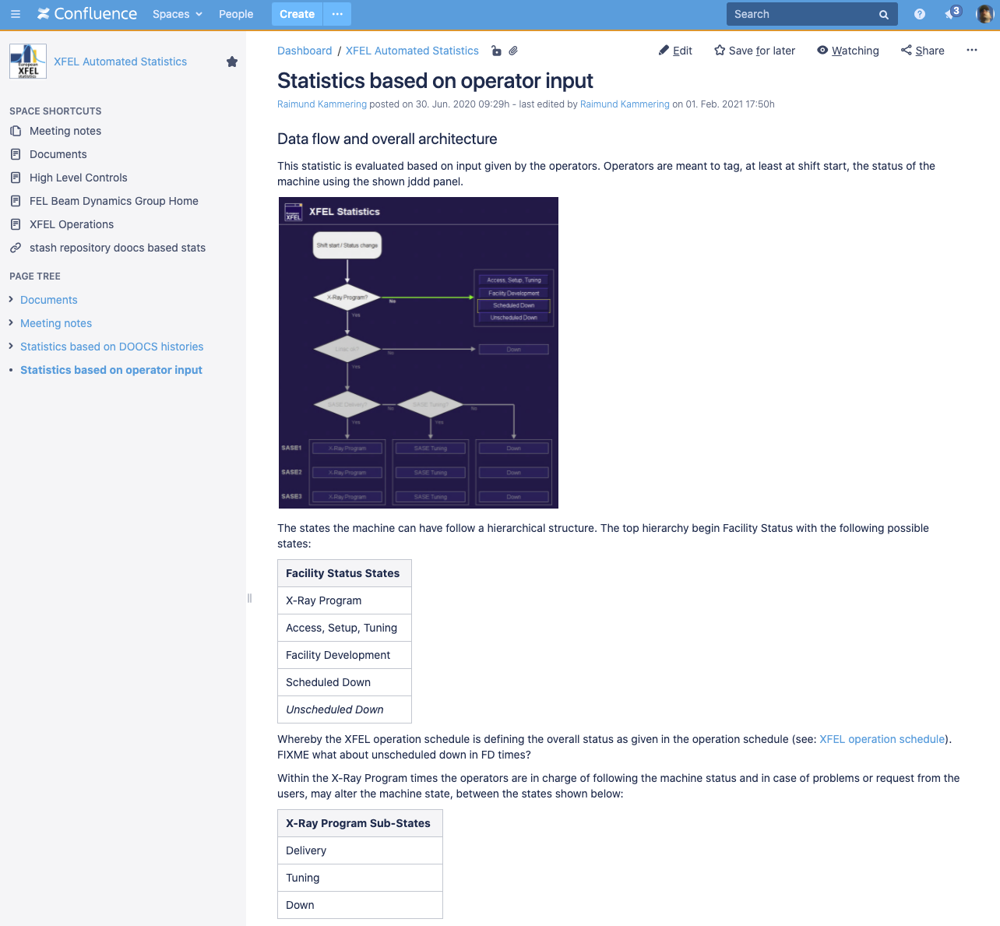 Confluence
Spaces
People
Create
Search
3
European
XFEL
statistics
XFEL Automated Statistics
SPACE SHORTCUTS
Meeting notes
Documents
High Level Controls
FEL Beam Dynamics Group Home
XFEL Operations
stash repository doocs based stats
PAGE TREE
Documents
Meeting notes
Statistics based on DOOCS histories
Statistics based on operator input
Dashboard / XFEL Automated Statistics
Edit
Save for later
Watching
Share
Statistics based on operator input
Raimund Kammering posted on 30. Jun. 2020 09:29h - last edited by Raimund Kammering on 01. Feb. 2021 17:50h
Data flow and overall architecture
This statistic is evaluated based on input given by the operators. Operators are meant to tag, at least at shift start, the status of the
machine using the shown jddd panel.
European
XFEL
XFEL Statistics
Shift start / Status change
X-Ray Program?
No
Yes
Access, Setup, Tuning
Facility Development
Scheduled Down
Unscheduled Down
Linac ok?
No
Yes
Down
SASE Delivery?
No
SASE Tuning?
No
Yes
Yes
SASE1
X-Ray Program
SASE Tuning
Down
SASE2
X-Ray Program
SASE Tuning
Down
SASE3
X-Ray Program
SASE Tuning
Down
The states the machine can have follow a hierarchical structure. The top hierarchy begin Facility Status with the following possible
states:
Facility Status States
X-Ray Program
Access, Setup, Tuning
Facility Development
Scheduled Down
Unscheduled Down
Whereby the XFEL operation schedule is defining the overall status as given in the operation schedule (see: XFEL operation schedule).
FIXME what about unscheduled down in FD times?
Within the X-Ray Program times the operators are in charge of following the machine status and in case of problems or request from the
users, may alter the machine state, between the states shown below:
X-Ray Program Sub-States
Delivery
Tuning
Down